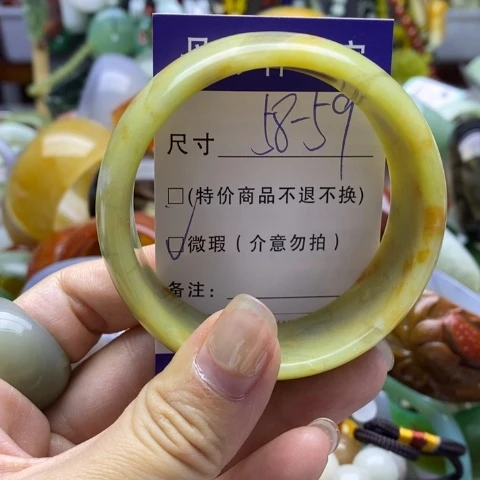 尺寸 58-59
□(特价商品不退不换)
□微瑕(介意勿拍)
备注: